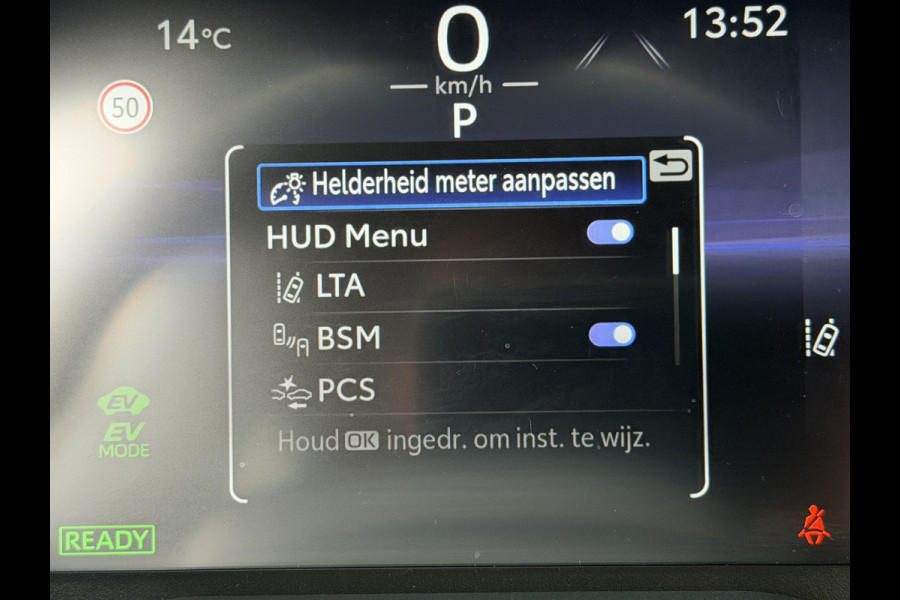 14°C
0
13:52
km/h
50
P
Helderheid meter aanpassen
HUD Menu
LTA
BSM
PCS
Houd OK ingedr. om inst. te wijz.
EV
EV
MODE
READY